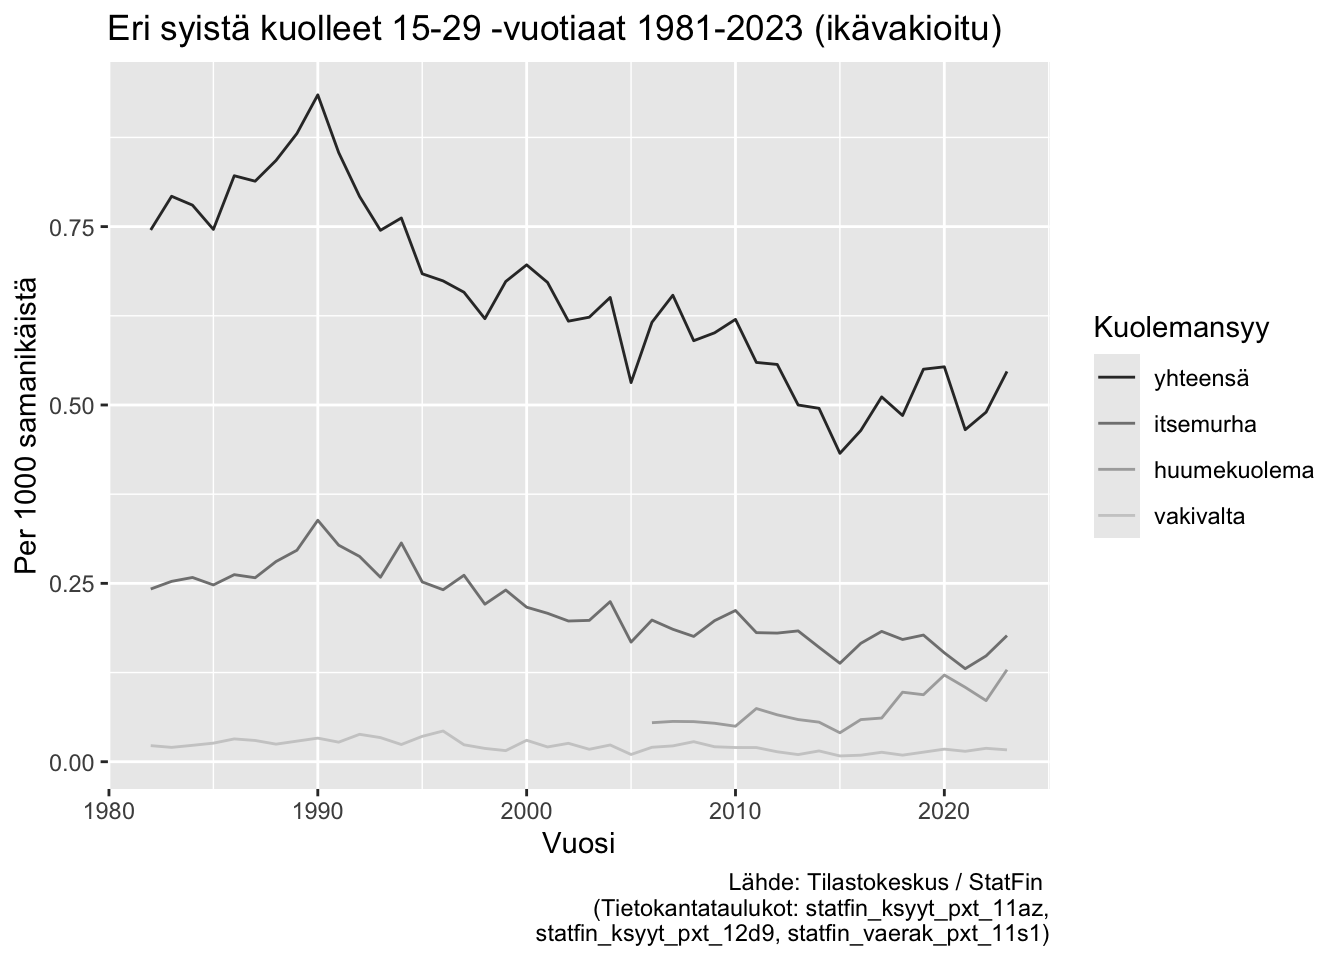 Eri syistä kuolleet 15-29 -vuotiaat 1981-2023 (ikävakioitu)
Per 1000 samanikäistä
0.75
0.50
0.25
0.00
1980
1990
2000
2010
2020
Vuosi
Kuolemansyy
yhteensä
itsemurha
huumekuolema
vakivalta
Lähde: Tilastokeskus / StatFin
(Tietokantataulukot: statfin_ksyyt_pxt_11az,
statfin_ksyyt_pxt_12d9, statfin_vaerak_pxt_11s1)